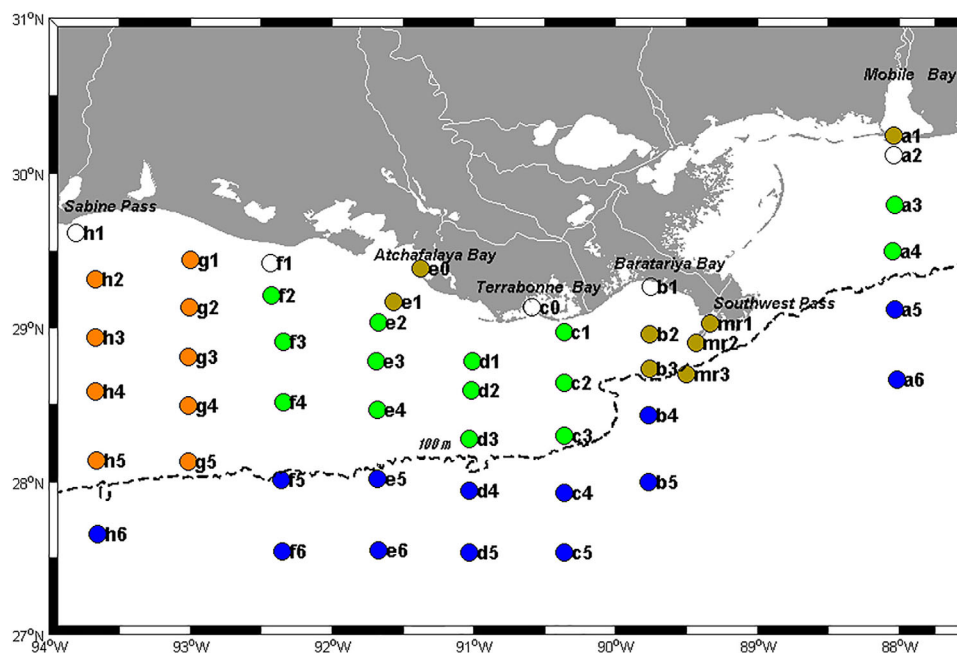 31°N
Mobile Bay
a1
a2
30°N
Sabine Pass
a3
h1
Atchafalaya Bay
a4
g1
f1
e0
Baratariya Bay
h2
Terrabonne Bay
b1
f2
e1
c0
Southwest Pass
g2
a5
29°N
e2
c1
b2
mr1
h3
f3
mr2
g3
e3
d1
b3
mr3
a6
h4
d2
c2
g4
f4
e4
b4
d3
c3
100 m
h5
g5
28°N
f5
e5
d4
c4
b5
h6
f6
e6
d5
c5
27°N
94°W 93°W 92°W 91°W 90°W 89°W 88°W